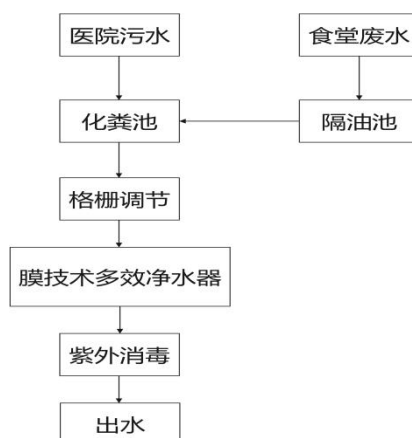 医院污水
食堂废水
化粪池
隔油池
格栅调节
膜技术多效净水器
紫外消毒
出水